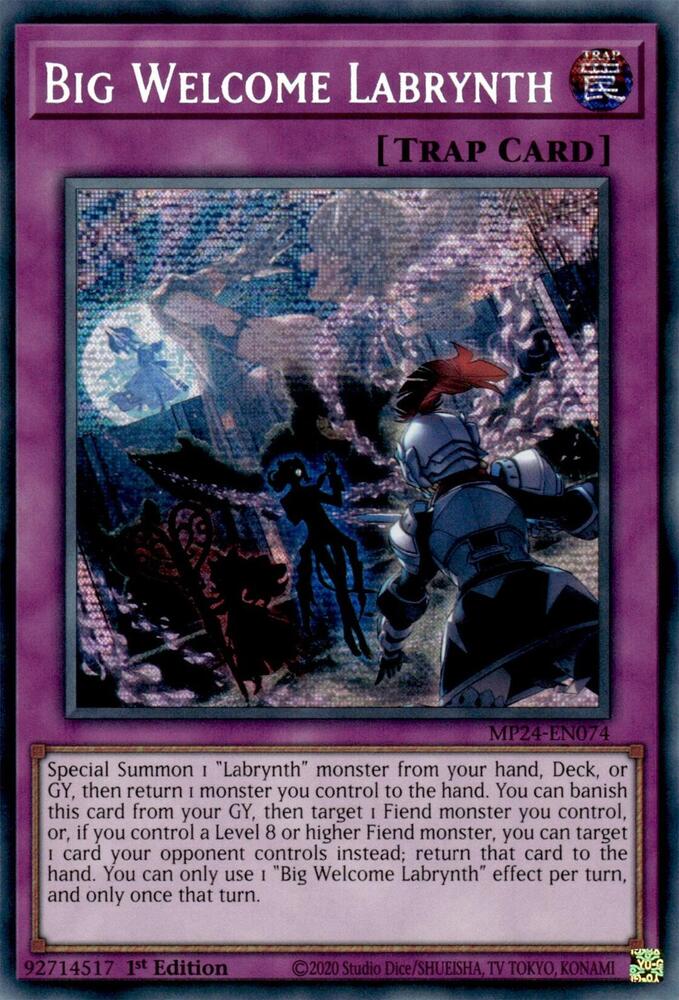 BIG WELCOME LABRYNTH
TRAP
罠
[TRAP CARD]
MP24-EN074
Special Summon 1 "Labrynth" monster from your hand, Deck, or
GY, then return 1 monster you control to the hand. You can banish
this card from your GY, then target 1 Fiend monster you control,
or, if you control a Level 8 or higher Fiend monster, you can target
1 card your opponent controls instead; return that card to the
hand. You can only use 1 "Big Welcome Labrynth" effect per turn,
and only once that turn.
92714517 1st Edition ©2020 Studio Dice/SHUEISHA, TV TOKYO, KONAMI